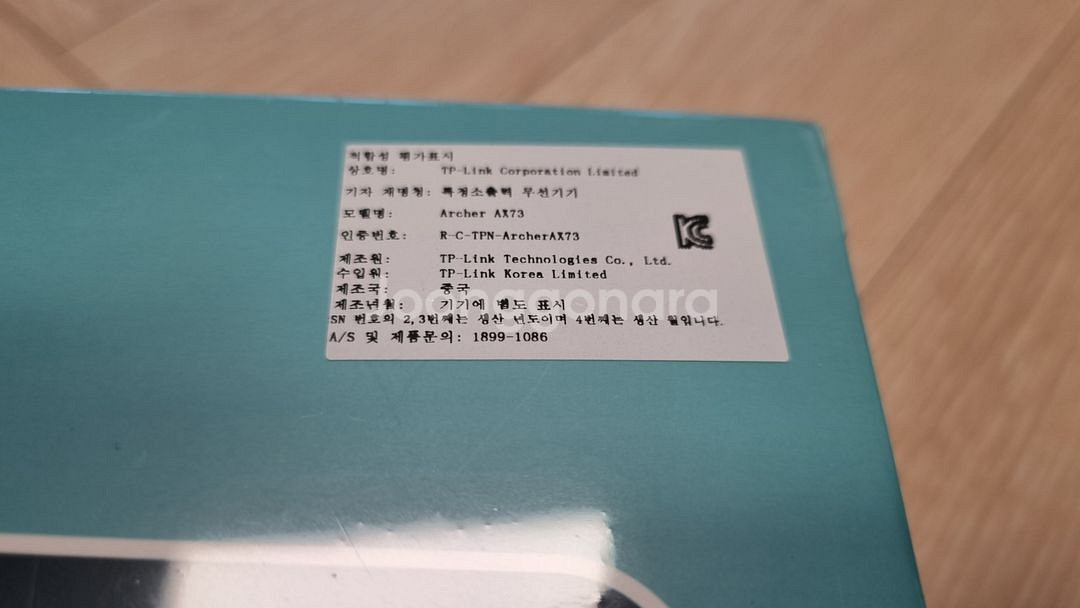 적합성 평가표시
상호명: TP-Link Corporation Limited
기자재명칭: 특정소출력 무선기기
모델명: Archer AX73
인증번호: R-C-TPN-ArcherAX73
제조원: TP-Link Technologies Co., Ltd.
수입원: TP-Link Korea Limited
제조국: 중국
제조년월: 기기에 별도 표시
SN 번호의 2,3번째는 생산 년도이며 4번째는 생산 월입니다.
A/S 및 제품문의: 1899-1086
KC
joonggonara